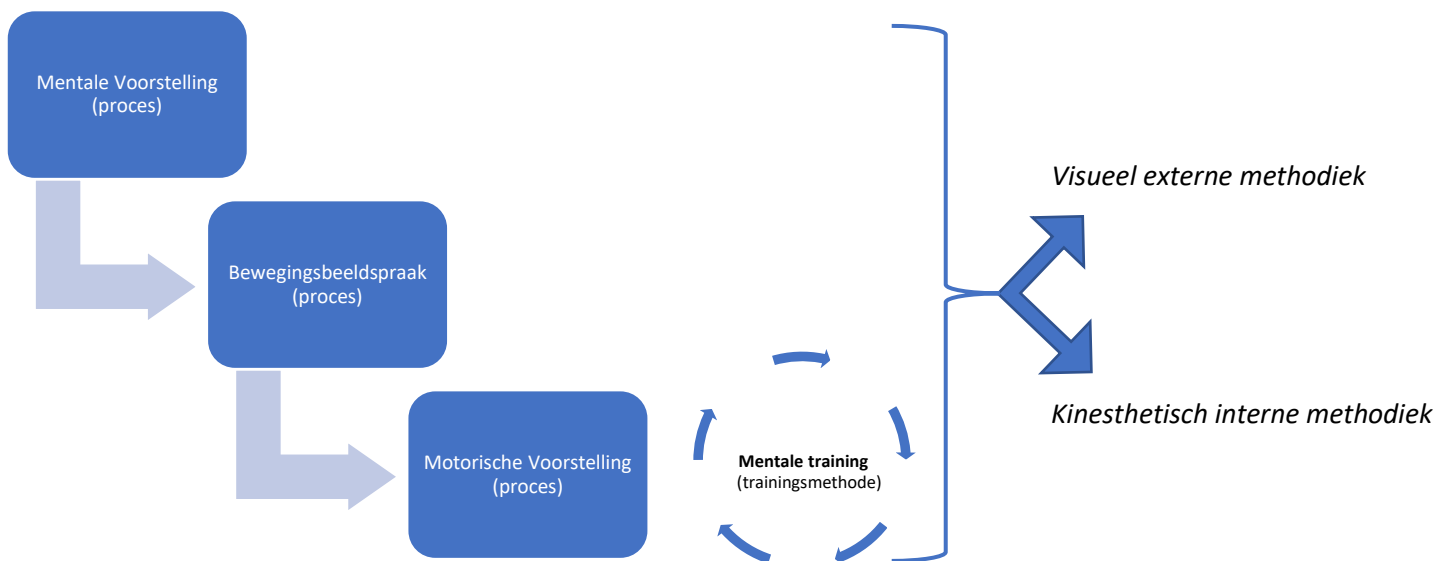 Mentale Voorstelling
(proces)
Bewegingsbeeldspraak
(proces)
Motorische Voorstelling
(proces)
Mentale training
(trainingsmethode)
Visueel externe methodiek
Kinesthetisch interne methodiek